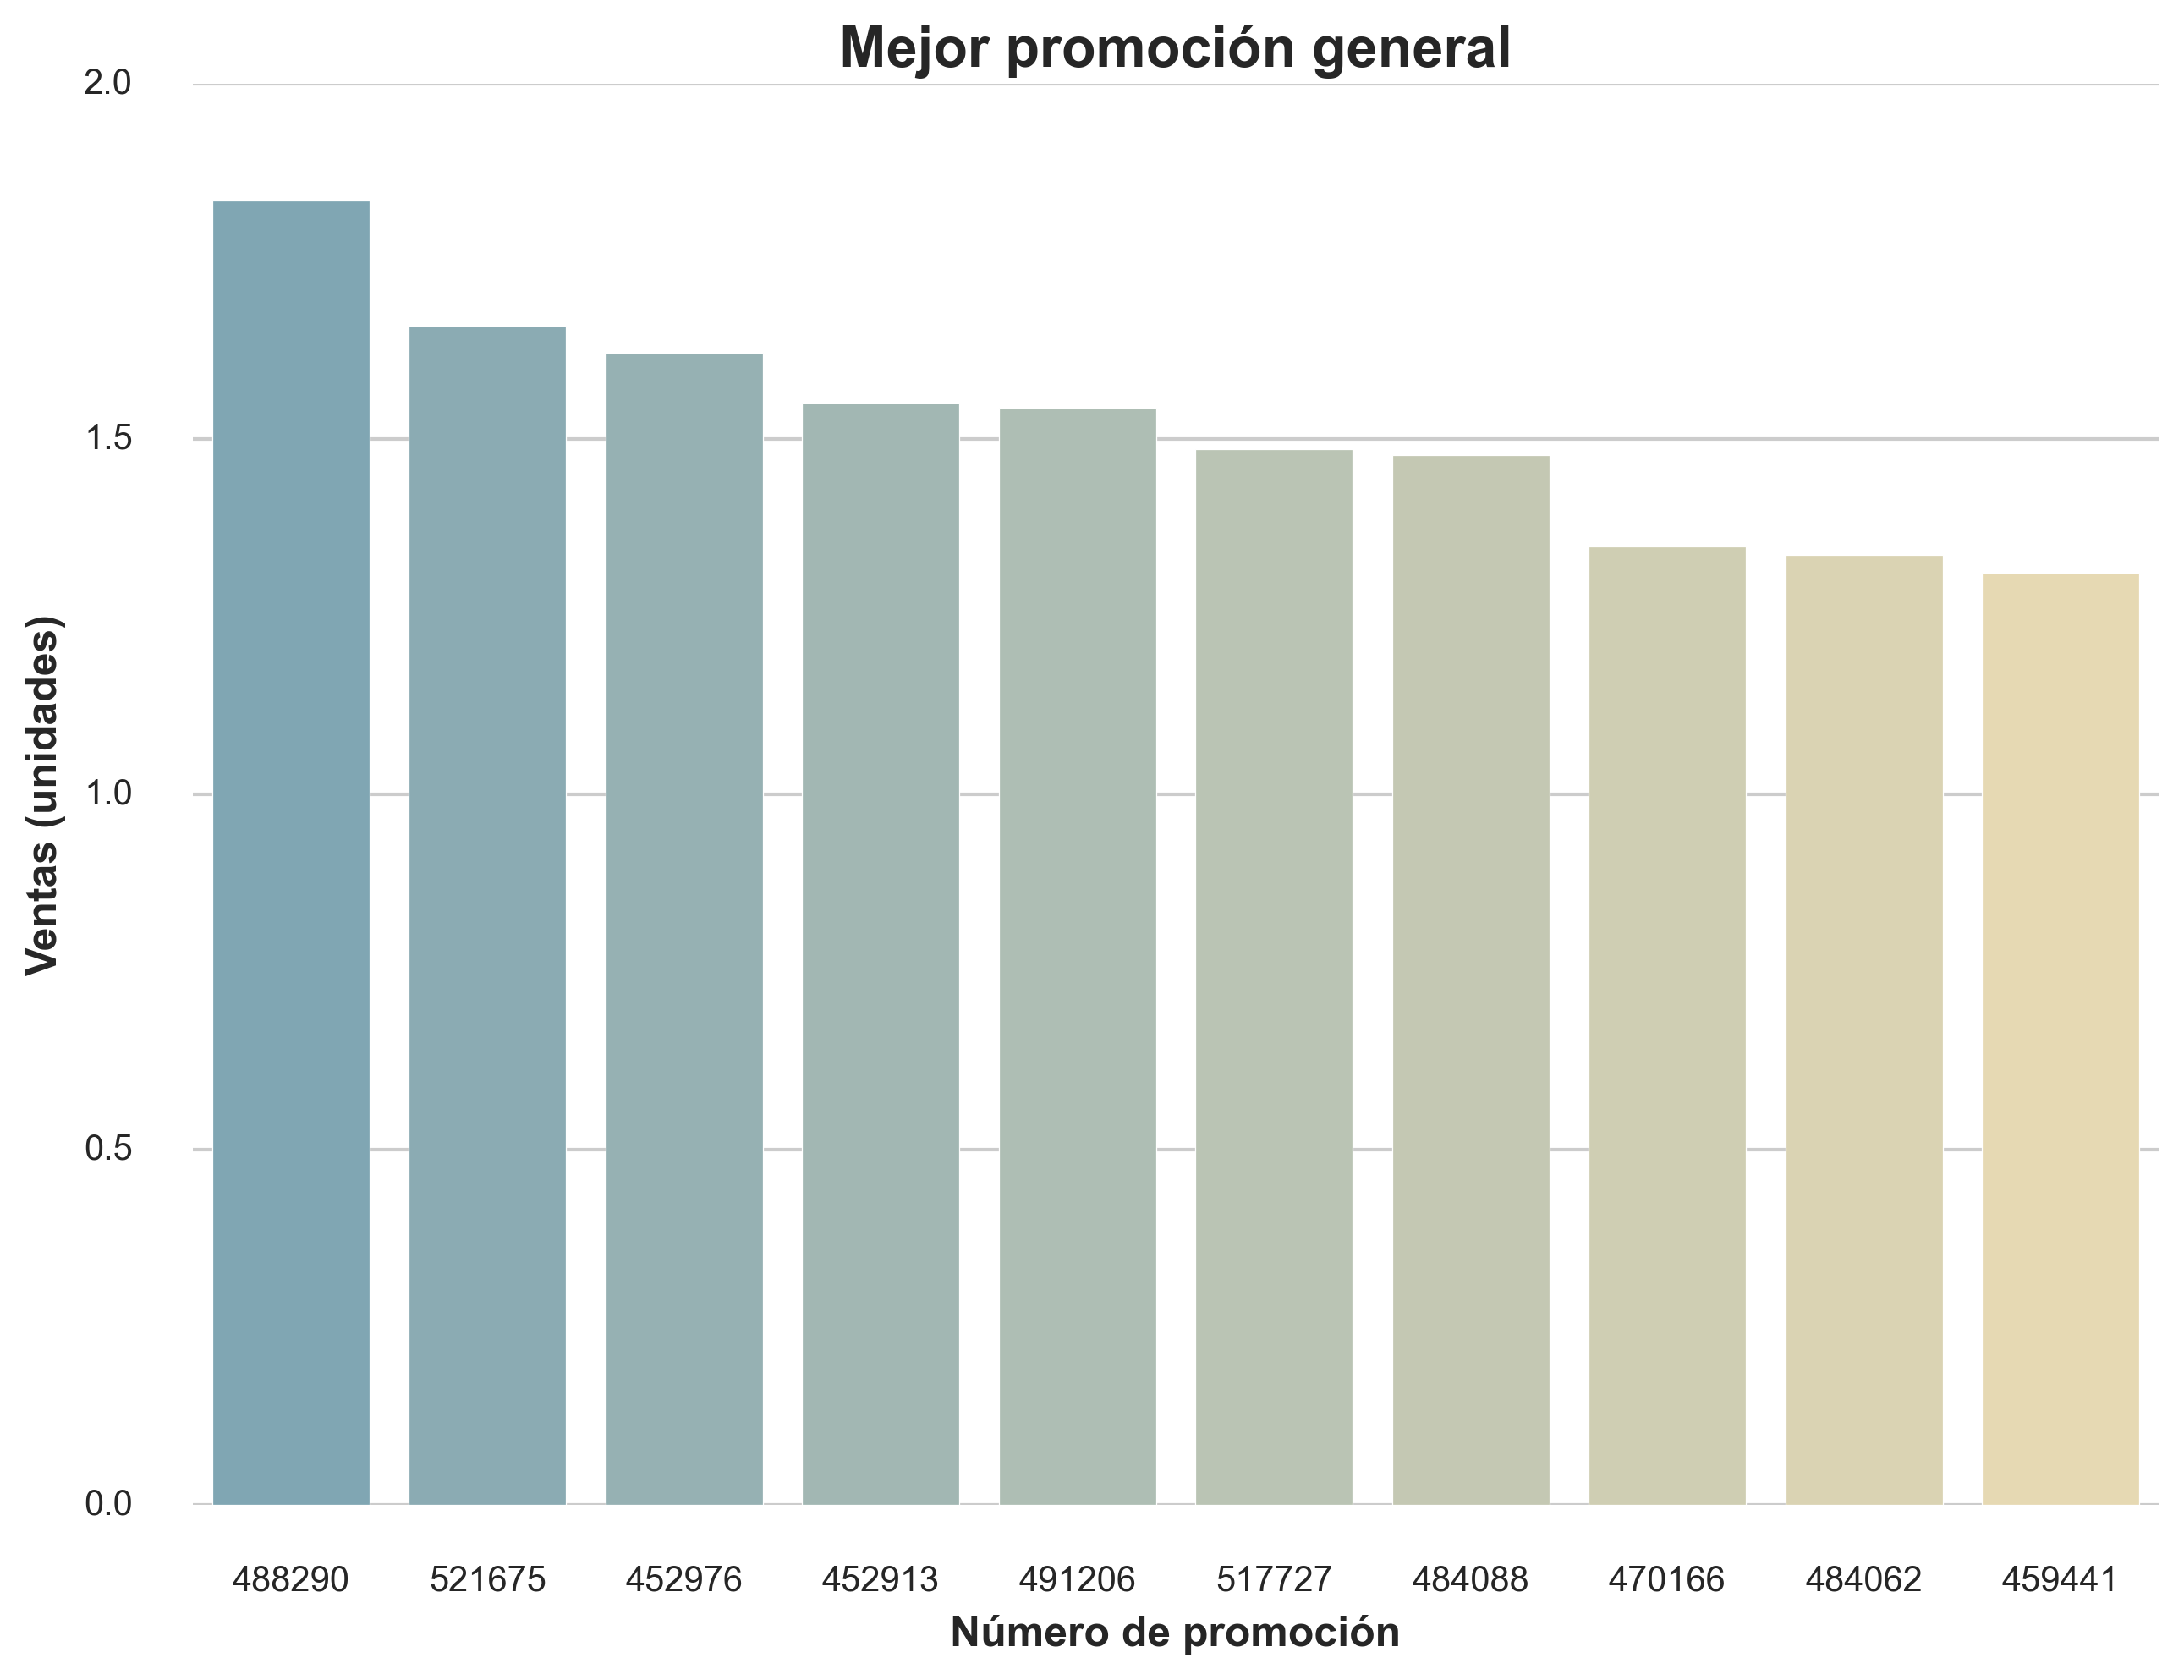 Mejor promoción general
2.0
1.5
1.0
0.5
0.0
Ventas (unidades)
488290 521675 452976 452913 491206 517727 484088 470166 484062 459441
Número de promoción